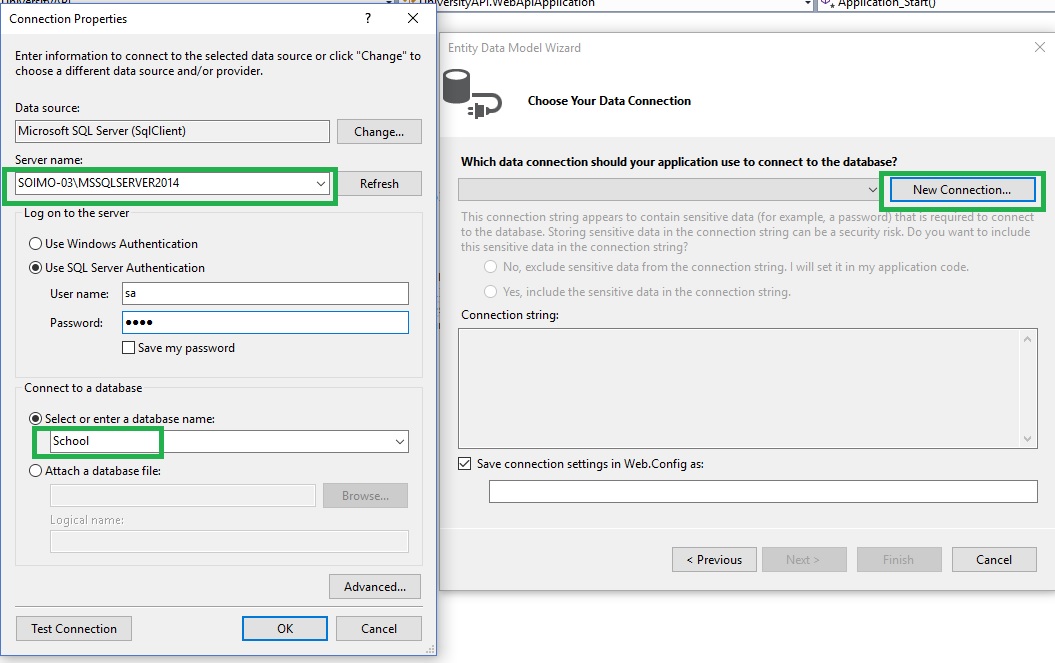 UniversityAPI.WebApiApplication
Application_Start()
Connection Properties
?
Enter information to connect to the selected data source or click "Change" to
choose a different data source and/or provider.
Data source:
Microsoft SQL Server (SqlClient)
Change...
Server name:
SOIMO-03\MSSQLSERVER2014
Refresh
Log on to the server
Use Windows Authentication
Use SQL Server Authentication
User name:
sa
Password:
Save my password
Connect to a database
Select or enter a database name:
School
Attach a database file:
Browse...
Logical name:
Advanced...
Test Connection
OK
Cancel
Entity Data Model Wizard
Choose Your Data Connection
Which data connection should your application use to connect to the database?
New Connection...
This connection string appears to contain sensitive data (for example, a password) that is required to connect
to the database. Storing sensitive data in the connection string can be a security risk. Do you want to include
this sensitive data in the connection string?
No, exclude sensitive data from the connection string. I will set it in my application code.
Yes, include the sensitive data in the connection string.
Connection string:
Save connection settings in Web.Config as:
< Previous
Next >
Finish
Cancel